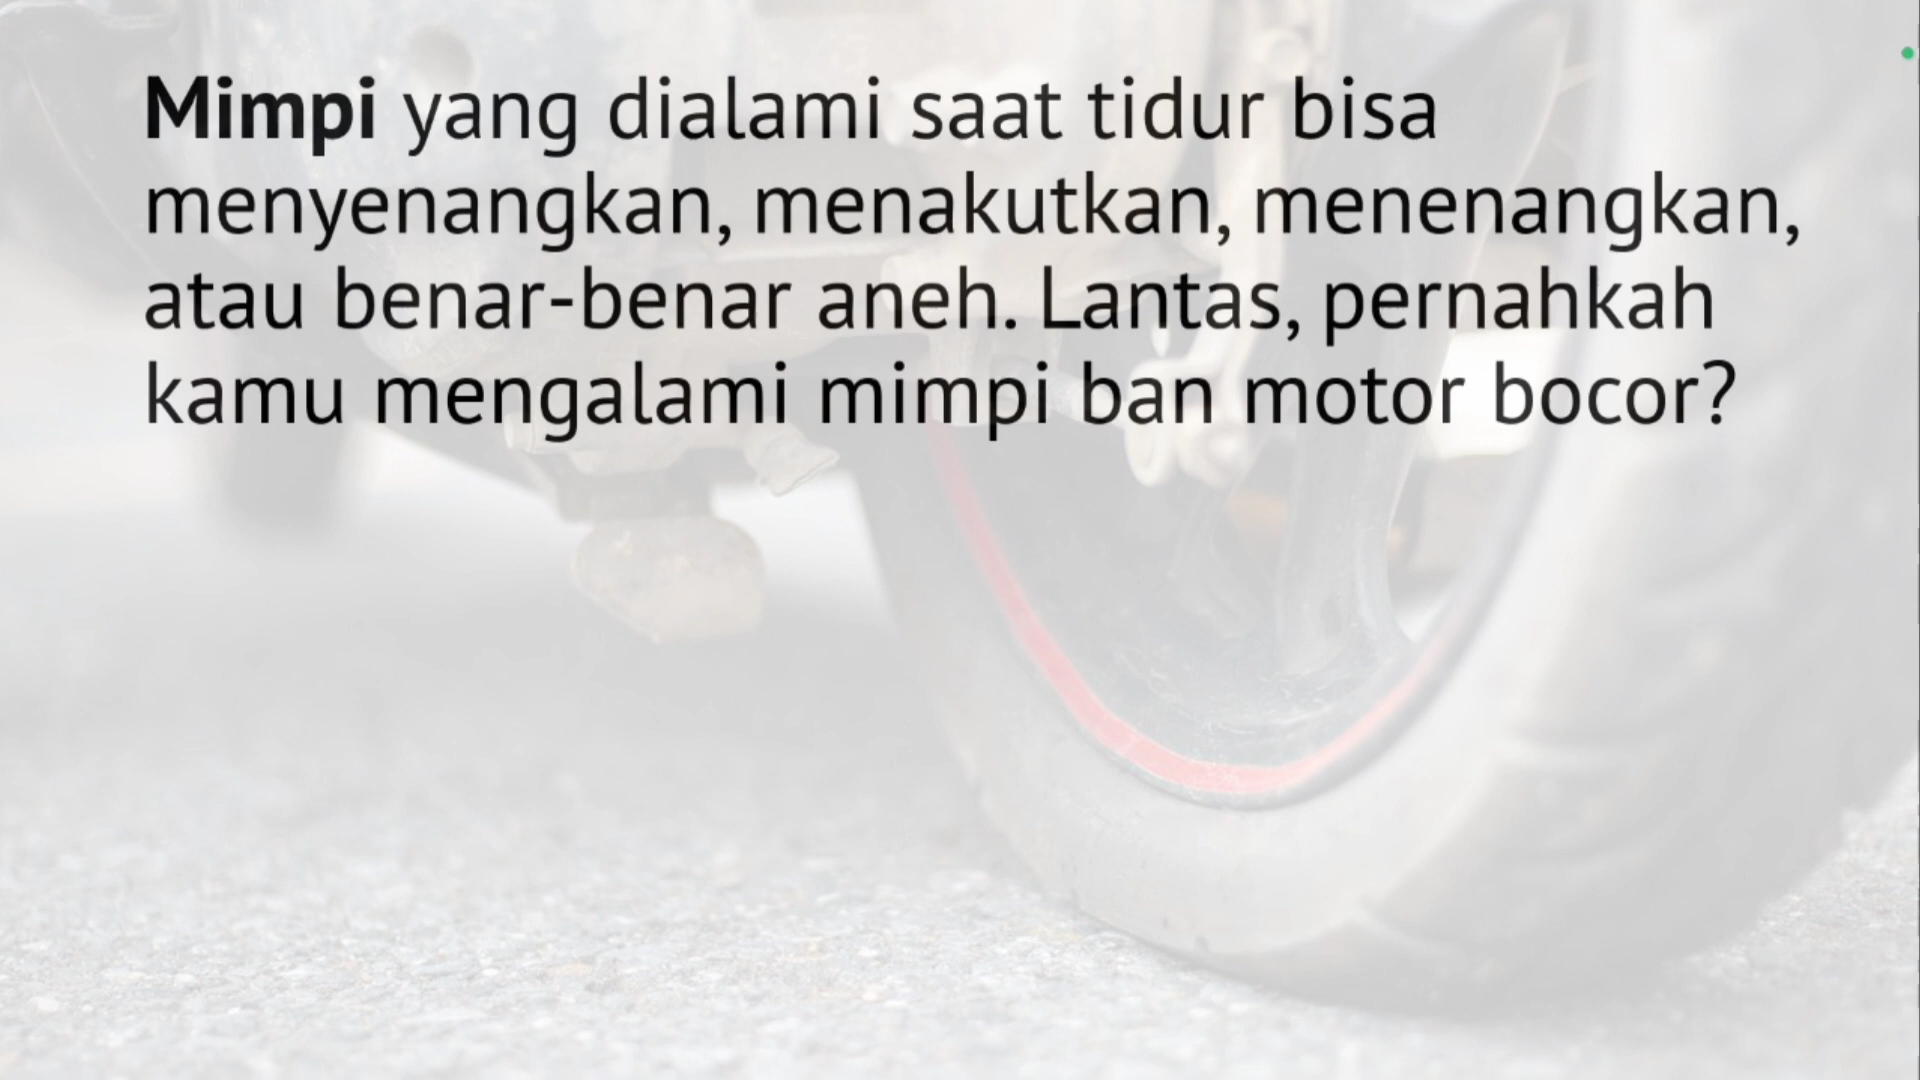 Mimpi yang dialami saat tidur bisa
menyenangkan, menakutkan, menenangkan,
atau benar-benar aneh. Lantas, pernahkah
kamu mengalami mimpi ban motor bocor?